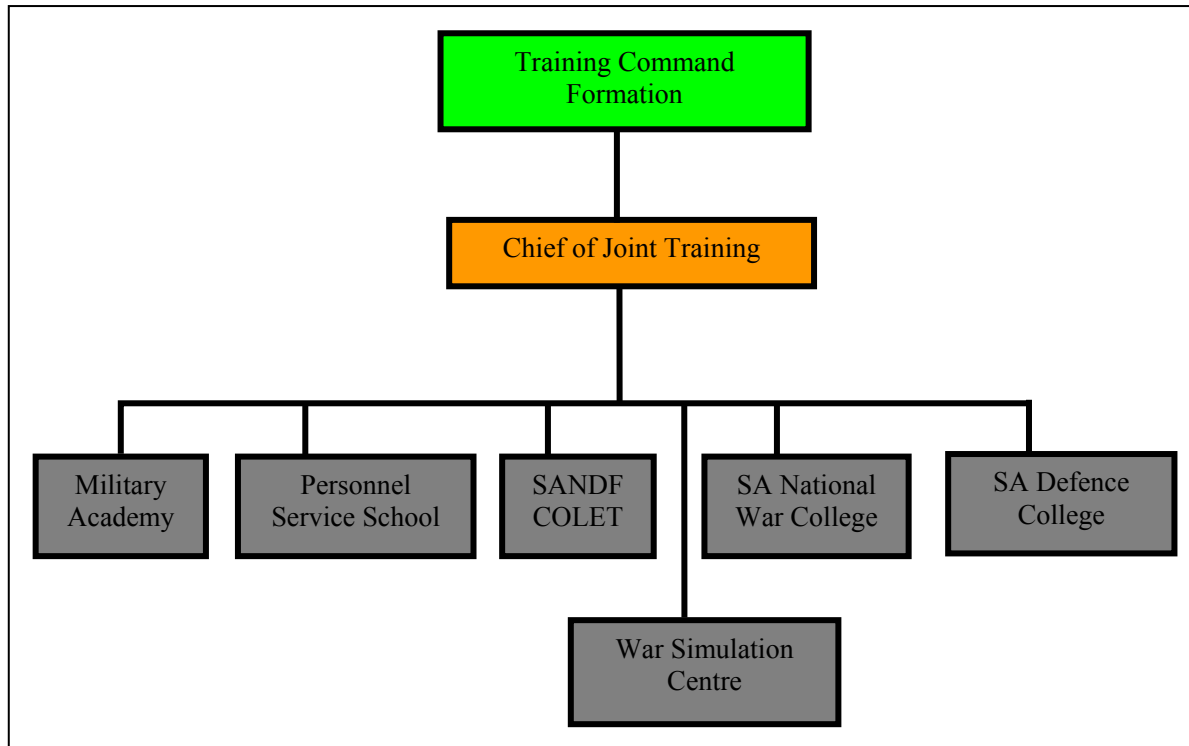 Training Command
Formation
Chief of Joint Training
Military
Academy
Personnel
Service School
SANDF
COLET
SA National
War College
SA Defence
College
War Simulation
Centre